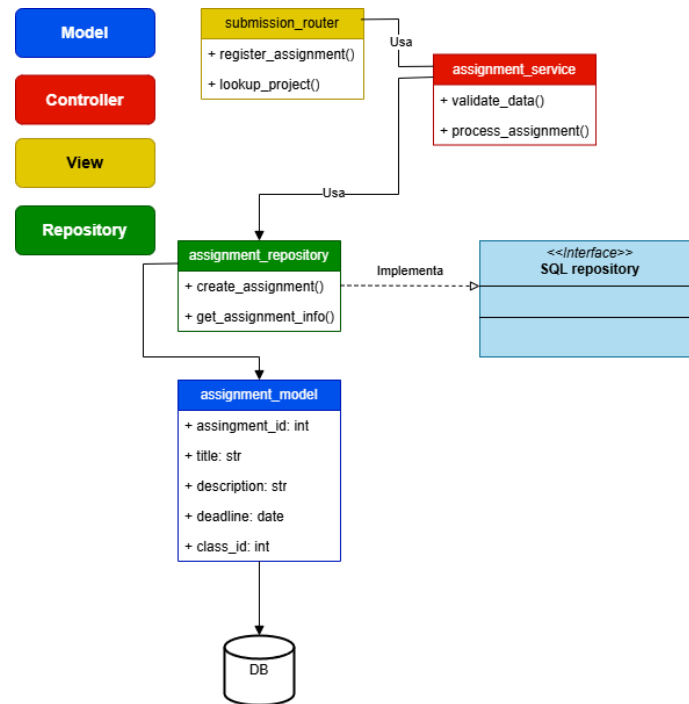 Model
Controller
View
Repository
submission_router
+ register_assignment()
+ lookup_project()
Usa
assignment_service
+ validate_data()
+ process_assignment()
Usa
assignment_repository
+ create_assignment()
+ get_assignment_info()
Implementa
<<Interface>>
SQL repository
assignment_model
+ assingment_id: int
+ title: str
+ description: str
+ deadline: date
+ class_id: int
DB